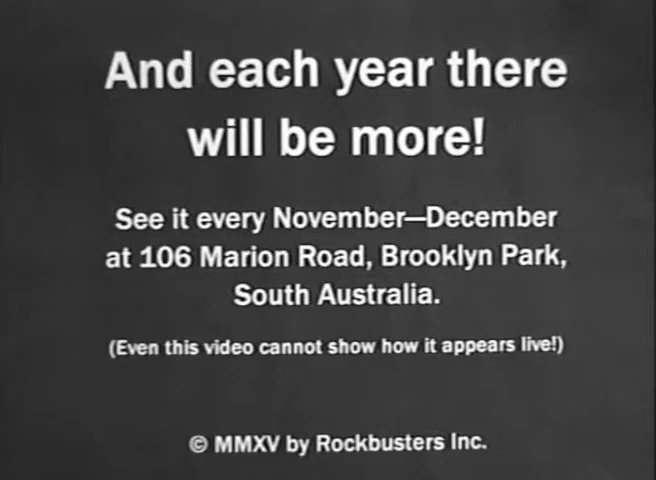 And each year there
will be more!
See it every November—December
at 106 Marion Road, Brooklyn Park,
South Australia.
(Even this video cannot show how it appears live!)
© MMXV by Rockbusters Inc.